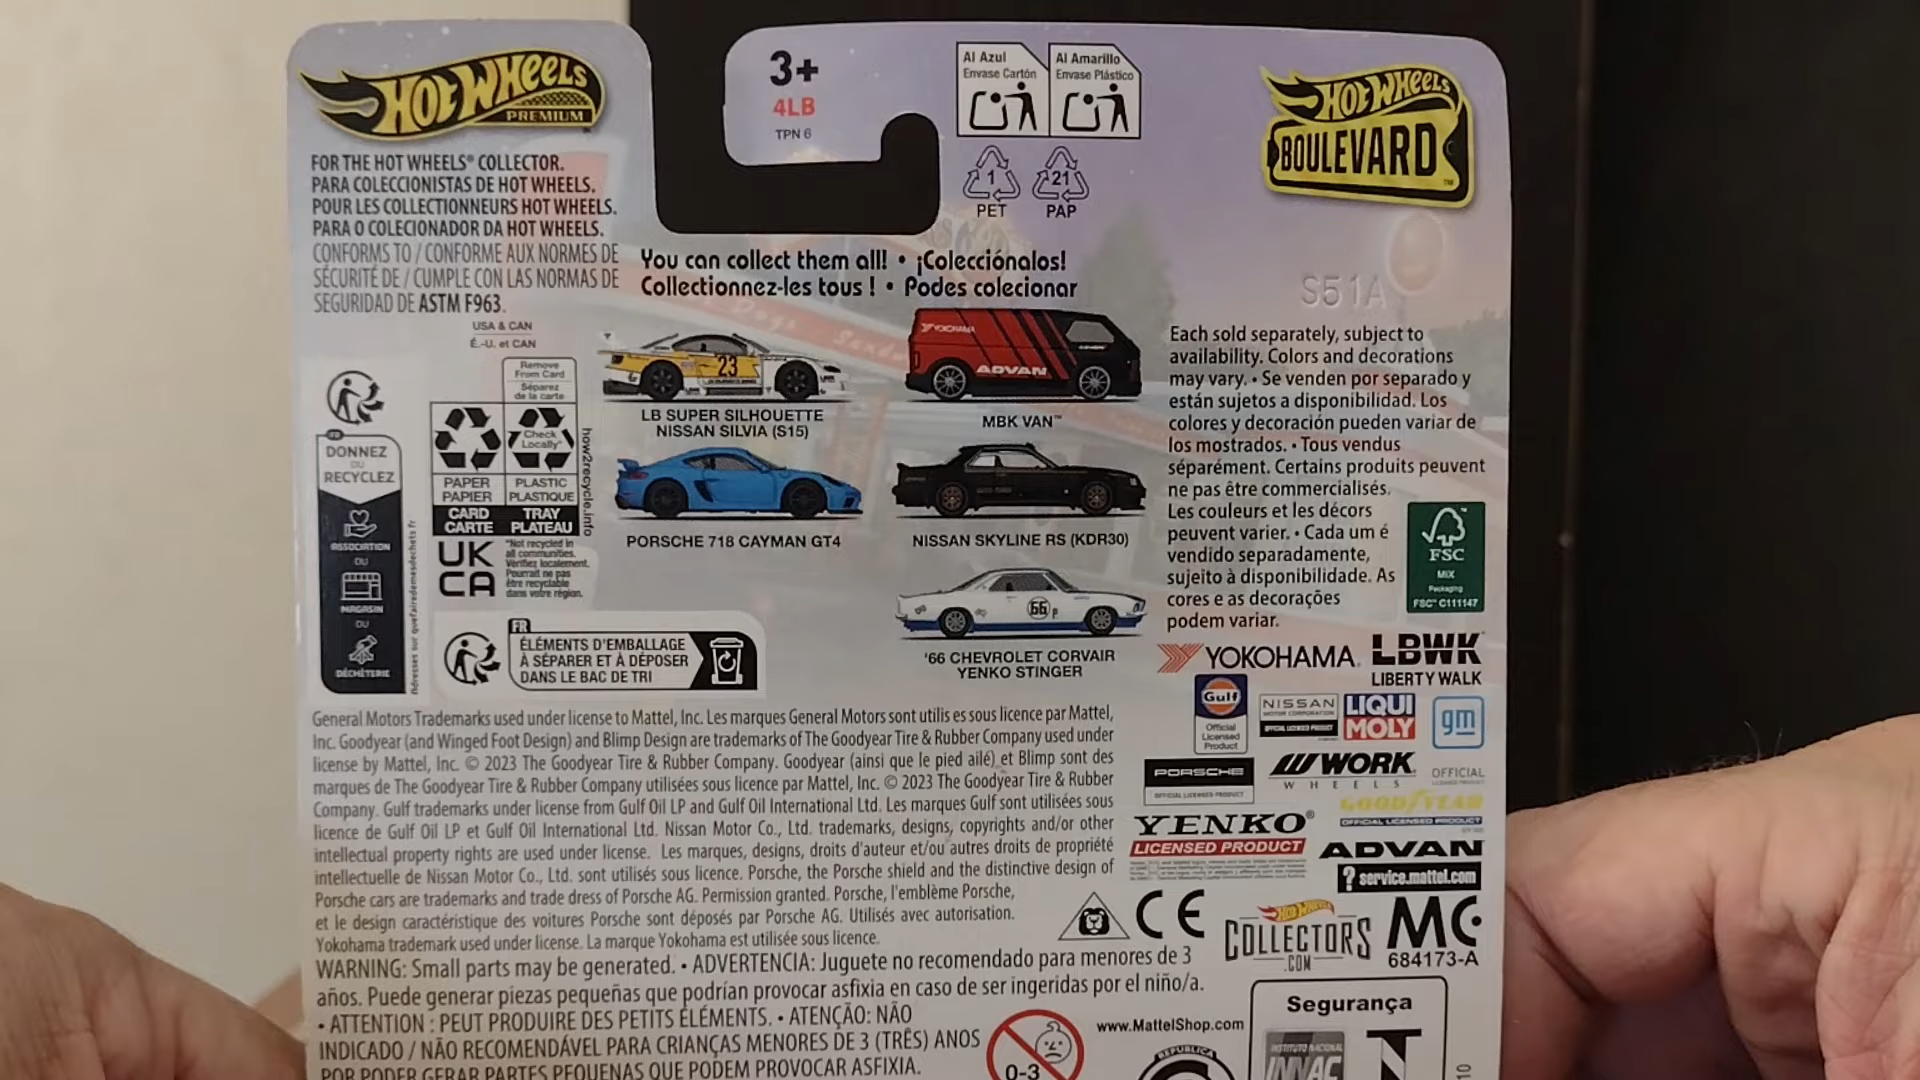 HOT WHEELS
PREMIUM
FOR THE HOT WHEELS® COLLECTOR.
PARA COLECCIONISTAS DE HOT WHEELS.
POUR LES COLLECTIONNEURS HOT WHEELS.
PARA O COLECIONADOR DA HOT WHEELS.
CONFORMS TO / CONFORME AUX NORMES DE
SÉCURITÉ DE / CUMPLE CON LAS NORMAS DE
SEGURIDAD DE ASTM F963.
3+
4LB
TPN 6
Al Azul
Envase Cartón
Al Amarillo
Envase Plástico
1
PET
21
PAP
HOT WHEELS
BOULEVARD™
You can collect them all! • ¡Colecciónalos!
Collectionnez-les tous ! • Podes colecionar
S51A
USA & CAN
É.-U. et CAN
Remove
From Card
Séparez
de la carte
Check
Locally*
PAPER
PAPIER
PLASTIC
PLASTIQUE
CARD
CARTE
TRAY
PLATEAU
how2recycle.info
*Not recycled in
all communities.
Vérifiez localement.
Pourrait ne pas
être recyclable
dans votre région.
UK
CA
FR
DONNEZ
OU
RECYCLEZ
ASSOCIATION
OU
MAGASIN
OU
DÉCHÈTERIE
Adresses sur quefairedemesdechets.fr
FR
ÉLÉMENTS D'EMBALLAGE
À SÉPARER ET À DÉPOSER
DANS LE BAC DE TRI
23
LB SUPER SILHOUETTE
NISSAN SILVIA (S15)
YOKOHAMA
ADVAN
MBK VAN™
PORSCHE 718 CAYMAN GT4
NISSAN SKYLINE RS (KDR30)
66
'66 CHEVROLET CORVAIR
YENKO STINGER
Each sold separately, subject to
availability. Colors and decorations
may vary. • Se venden por separado y
están sujetos a disponibilidad. Los
colores y decoración pueden variar de
los mostrados. • Tous vendus
séparément. Certains produits peuvent
ne pas être commercialisés.
Les couleurs et les décors
peuvent varier. • Cada um é
vendido separadamente,
sujeito à disponibilidade. As
cores e as decorações
podem variar.
FSC™
MIX
Packaging
FSC™ C111147
YOKOHAMA®
LBWK
LIBERTY WALK
Gulf
Official
Licensed
Product
NISSAN
MOTOR CORPORATION
OFFICIAL LICENSED PRODUCT
LIQUI
MOLY
gm
PORSCHE
OFFICIAL LICENSED PRODUCT
WORK
WHEELS
OFFICIAL
LICENSED PRODUCT
GOODYEAR
OFFICIAL LICENSED PRODUCT
YENKO®
LICENSED PRODUCT
ADVAN
? service.mattel.com
General Motors Trademarks used under license to Mattel, Inc. Les marques General Motors sont utilis es sous licence par Mattel,
Inc. Goodyear (and Winged Foot Design) and Blimp Design are trademarks of The Goodyear Tire & Rubber Company used under
license by Mattel, Inc. © 2023 The Goodyear Tire & Rubber Company. Goodyear (ainsi que le pied ailé) et Blimp sont des
marques de The Goodyear Tire & Rubber Company utilisées sous licence par Mattel, Inc. © 2023 The Goodyear Tire & Rubber
Company. Gulf trademarks under license from Gulf Oil LP and Gulf Oil International Ltd. Les marques Gulf sont utilisées sous
licence de Gulf Oil LP et Gulf Oil International Ltd. Nissan Motor Co., Ltd. trademarks, designs, copyrights and/or other
intellectual property rights are used under license. Les marques, designs, droits d'auteur et/ou autres droits de propriété
intellectuelle de Nissan Motor Co., Ltd. sont utilisés sous licence. Porsche, the Porsche shield and the distinctive design of
Porsche cars are trademarks and trade dress of Porsche AG. Permission granted. Porsche, l'emblème Porsche,
et le design caractéristique des voitures Porsche sont déposés par Porsche AG. Utilisés avec autorisation.
Yokohama trademark used under license. La marque Yokohama est utilisée sous licence.
CE
HOT WHEELS
COLLECTORS
.COM
MC
684173-A
WARNING: Small parts may be generated. • ADVERTENCIA: Juguete no recomendado para menores de 3
años. Puede generar piezas pequeñas que podrían provocar asfixia en caso de ser ingeridas por el niño/a.
• ATTENTION : PEUT PRODUIRE DES PETITS ÉLÉMENTS. • ATENÇÃO: NÃO
INDICADO / NÃO RECOMENDÁVEL PARA CRIANÇAS MENORES DE 3 (TRÊS) ANOS
POR PODER GERAR PARTES PEQUENAS QUE PODEM PROVOCAR ASFIXIA.
0-3
www.MattelShop.com
REPUBLICA
Segurança
INSTITUTO NACIONAL
10